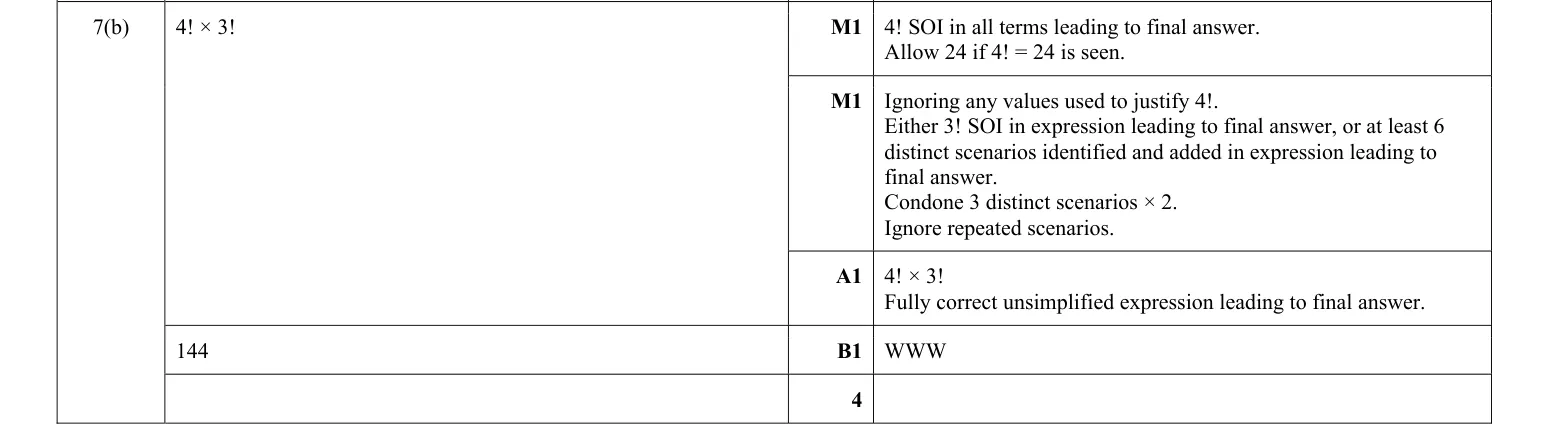 7(b) 4! × 3! M1 4! SOI in all terms leading to final answer.
Allow 24 if 4! = 24 is seen.
M1 Ignoring any values used to justify 4!.
Either 3! SOI in expression leading to final answer, or at least 6
distinct scenarios identified and added in expression leading to
final answer.
Condone 3 distinct scenarios × 2.
Ignore repeated scenarios.
A1 4! × 3!
Fully correct unsimplified expression leading to final answer.
144 B1 WWW
4